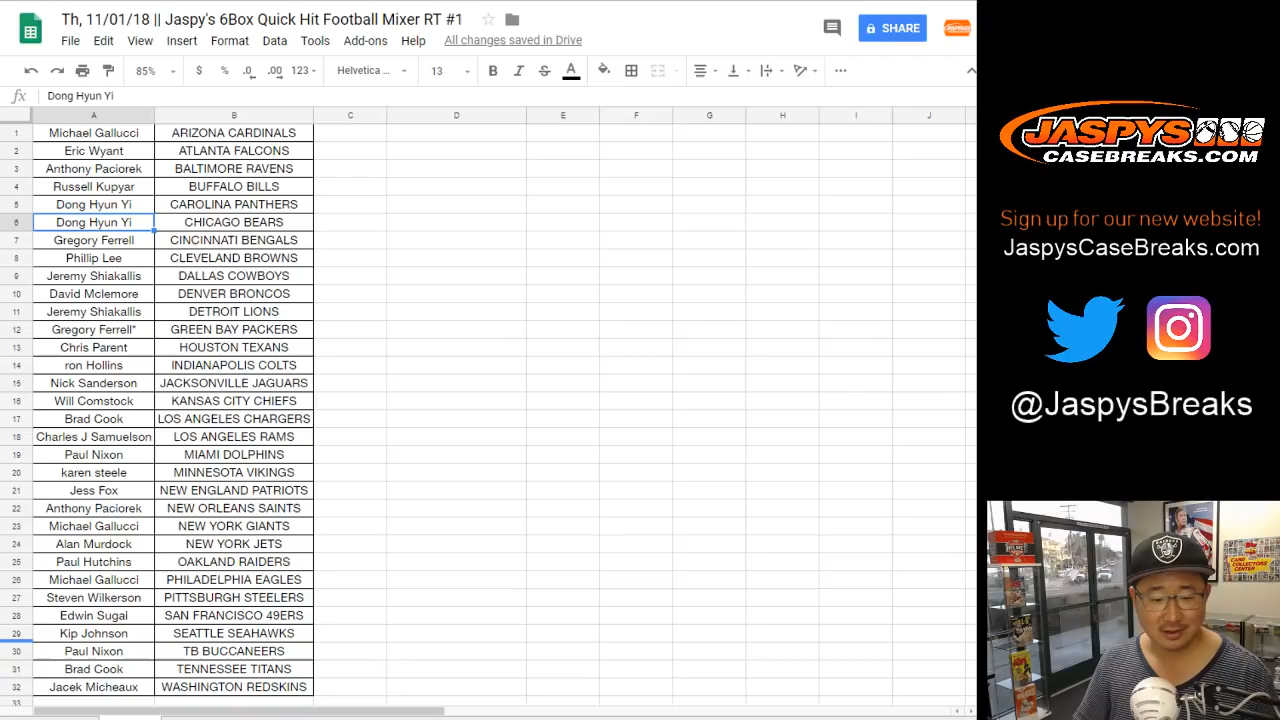 Th, 11/01/18 || Jaspy's 6Box Quick Hit Football Mixer RT #1
File Edit View Insert Format Data Tools Add-ons Help All changes saved in Drive
SHARE
85% $ % .0 .00 123 Helvetica ... 13 B I S A
fx Dong Hyun Yi
A B C D E F G H I J
1 Michael Gallucci ARIZONA CARDINALS
2 Eric Wyant ATLANTA FALCONS
3 Anthony Paciorek BALTIMORE RAVENS
4 Russell Kupyar BUFFALO BILLS
5 Dong Hyun Yi CAROLINA PANTHERS
6 Dong Hyun Yi CHICAGO BEARS
7 Gregory Ferrell CINCINNATI BENGALS
8 Phillip Lee CLEVELAND BROWNS
9 Jeremy Shiakallis DALLAS COWBOYS
10 David Mclemore DENVER BRONCOS
11 Jeremy Shiakallis DETROIT LIONS
12 Gregory Ferrell* GREEN BAY PACKERS
13 Chris Parent HOUSTON TEXANS
14 ron Hollins INDIANAPOLIS COLTS
15 Nick Sanderson JACKSONVILLE JAGUARS
16 Will Comstock KANSAS CITY CHIEFS
17 Brad Cook LOS ANGELES CHARGERS
18 Charles J Samuelson LOS ANGELES RAMS
19 Paul Nixon MIAMI DOLPHINS
20 karen steele MINNESOTA VIKINGS
21 Jess Fox NEW ENGLAND PATRIOTS
22 Anthony Paciorek NEW ORLEANS SAINTS
23 Michael Gallucci NEW YORK GIANTS
24 Alan Murdock NEW YORK JETS
25 Paul Hutchins OAKLAND RAIDERS
26 Michael Gallucci PHILADELPHIA EAGLES
27 Steven Wilkerson PITTSBURGH STEELERS
28 Edwin Sugai SAN FRANCISCO 49ERS
29 Kip Johnson SEATTLE SEAHAWKS
30 Paul Nixon TB BUCCANEERS
31 Brad Cook TENNESSEE TITANS
32 Jacek Micheaux WASHINGTON REDSKINS
33
JASPYS
CASEBREAKS.COM
Sign up for our new website!
JaspysCaseBreaks.com
@JaspysBreaks
HELMET
CARD
COLLECTORS
CENTER